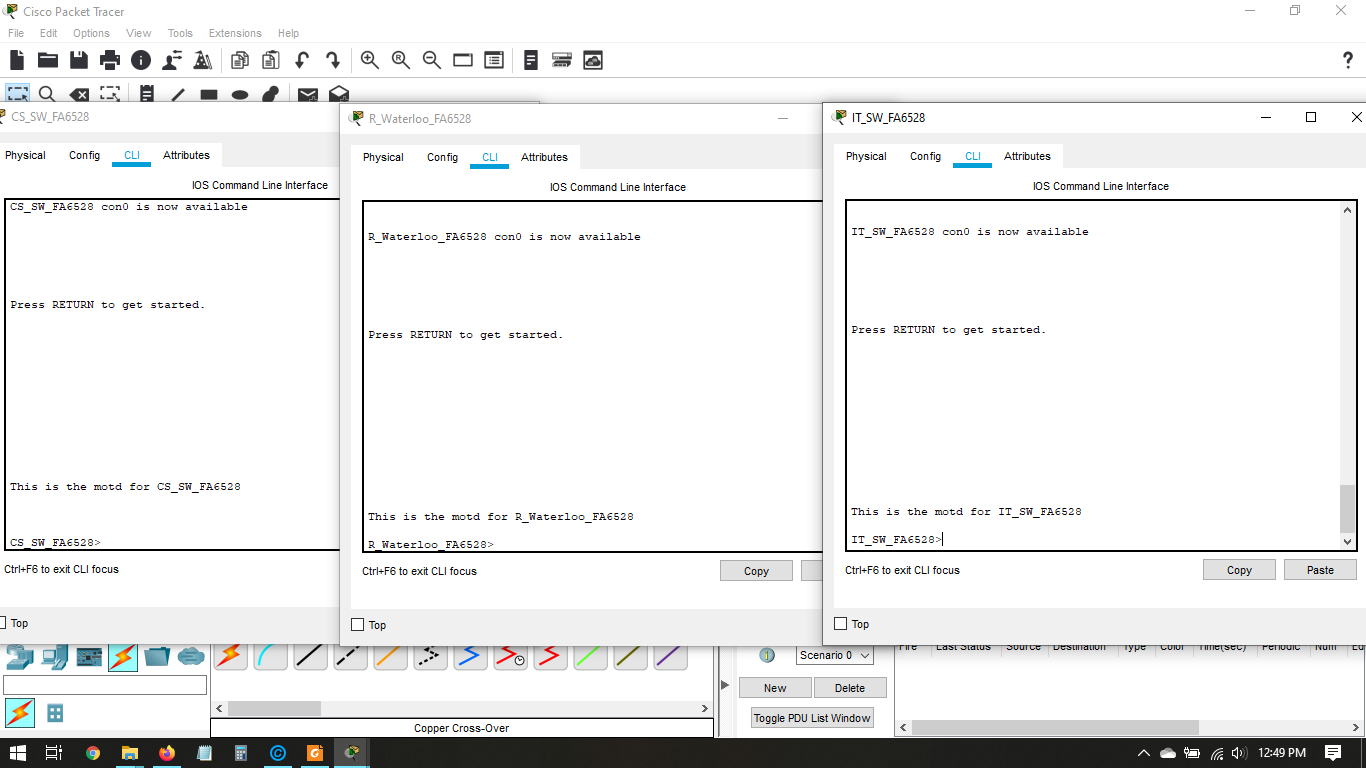 Cisco Packet Tracer
File Edit Options View Tools Extensions Help
CS_SW_FA6528
Physical Config CLI Attributes
IOS Command Line Interface
CS_SW_FA6528 con0 is now available
Press RETURN to get started.
This is the motd for CS_SW_FA6528
CS_SW_FA6528>
Ctrl+F6 to exit CLI focus
Top
R_Waterloo_FA6528
Physical Config CLI Attributes
IOS Command Line Interface
R_Waterloo_FA6528 con0 is now available
Press RETURN to get started.
This is the motd for R_Waterloo_FA6528
R_Waterloo_FA6528>
Ctrl+F6 to exit CLI focus
Copy
Top
IT_SW_FA6528
Physical Config CLI Attributes
IOS Command Line Interface
IT_SW_FA6528 con0 is now available
Press RETURN to get started.
This is the motd for IT_SW_FA6528
IT_SW_FA6528>
Ctrl+F6 to exit CLI focus
Copy Paste
Top
Scenario 0
Fire Last Status Source Destination Type Color Time(sec) Periodic Num Ed
New Delete
Toggle PDU List Window
Copper Cross-Over
12:49 PM